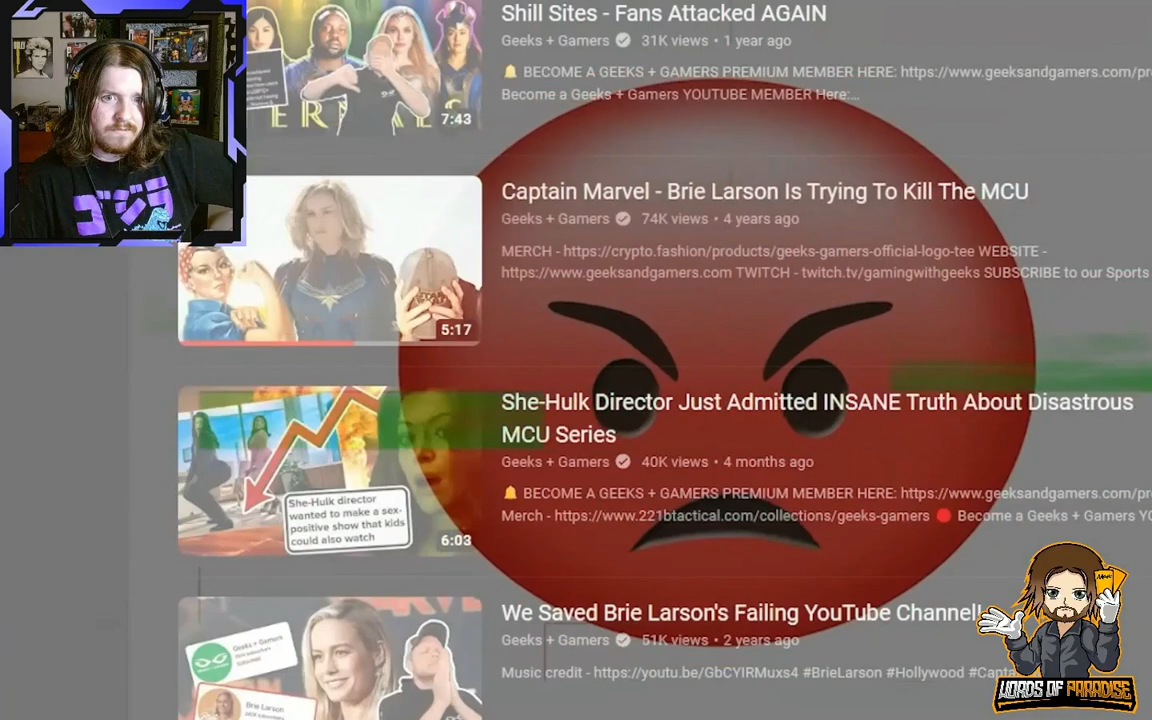 Shill Sites - Fans Attacked AGAIN
Geeks + Gamers 31K views • 1 year ago
🔔 BECOME A GEEKS + GAMERS PREMIUM MEMBER HERE: https://www.geeksandgamers.com/pr
Become a Geeks + Gamers YOUTUBE MEMBER Here:...
7:43
ゴジラ
Captain Marvel - Brie Larson Is Trying To Kill The MCU
Geeks + Gamers 74K views • 4 years ago
MERCH - https://crypto.fashion/products/geeks-gamers-official-logo-tee WEBSITE -
https://www.geeksandgamers.com TWITCH - twitch.tv/gamingwithgeeks SUBSCRIBE to our Sports
5:17
She-Hulk Director Just Admitted INSANE Truth About Disastrous
MCU Series
Geeks + Gamers 40K views • 4 months ago
🔔 BECOME A GEEKS + GAMERS PREMIUM MEMBER HERE: https://www.geeksandgamers.com/pr
Merch - https://www.221btactical.com/collections/geeks-gamers 🔴 Become a Geeks + Gamers YO
She-Hulk director
wanted to make a sex-
positive show that kids
could also watch
6:03
We Saved Brie Larson's Failing YouTube Channel!
Geeks + Gamers 51K views • 2 years ago
Music credit - https://youtu.be/GbCYIRMuxs4 #BrieLarson #Hollywood #Capta
Geeks + Gamers
Brie Larson
WORDS OF PARADISE